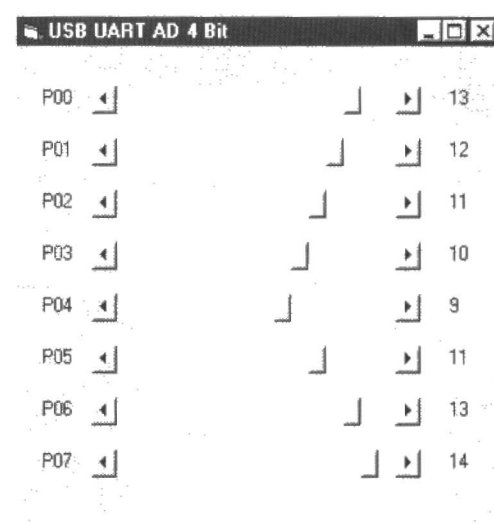 USB UART AD 4 Bit
P00 13
P01 12
P02 11
P03 10
P04 9
P05 11
P06 13
P07 14